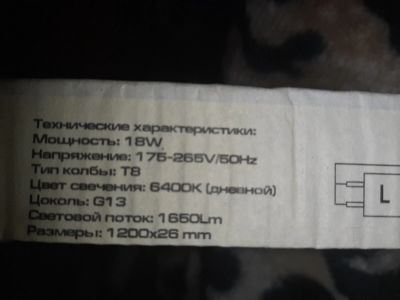 Технические характеристики:
Мощность: 18W
Напряжение: 175-265V/50Hz
Тип колбы: T8
Цвет свечения: 6400K (дневной)
Цоколь: G13
Световой поток: 1650Lm
Размеры: 1200x26 mm
L